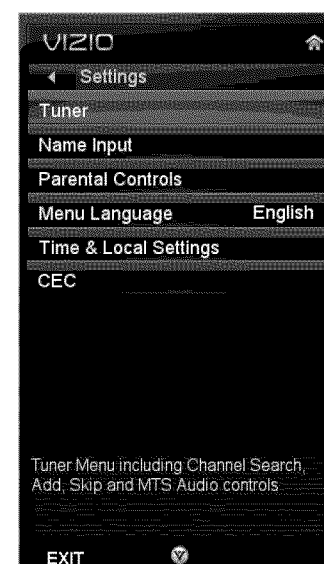 VIZIO
Settings
Tuner
Name Input
Parental Controls
Menu Language English
Time & Local Settings
CEC
Tuner Menu including Channel Search,
Add, Skip and MTS Audio controls
EXIT